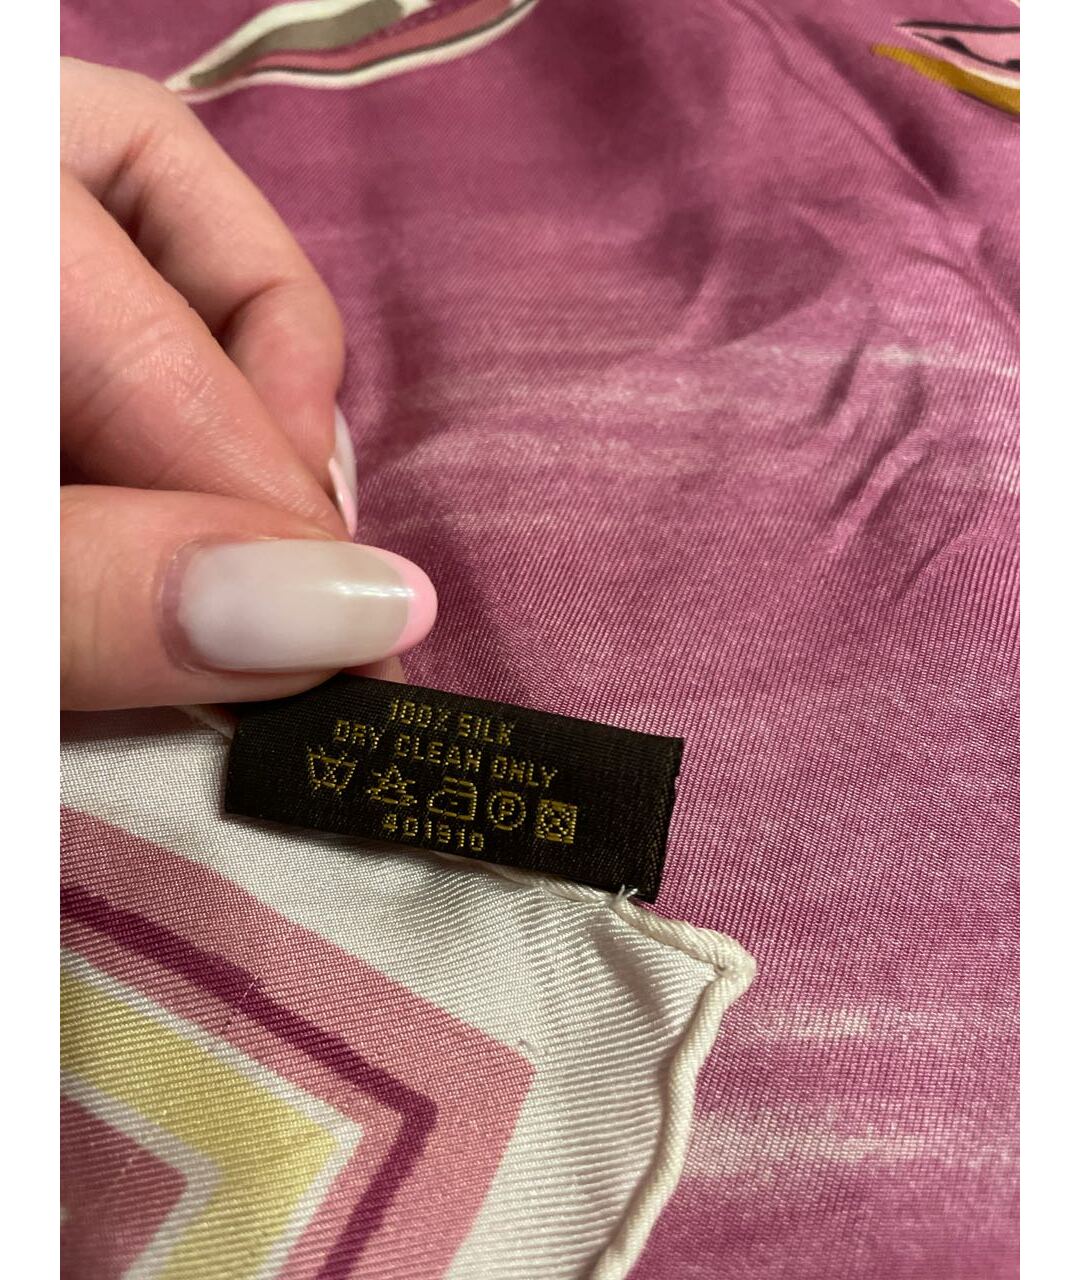 100% SILK
DRY CLEAN ONLY
P
401910